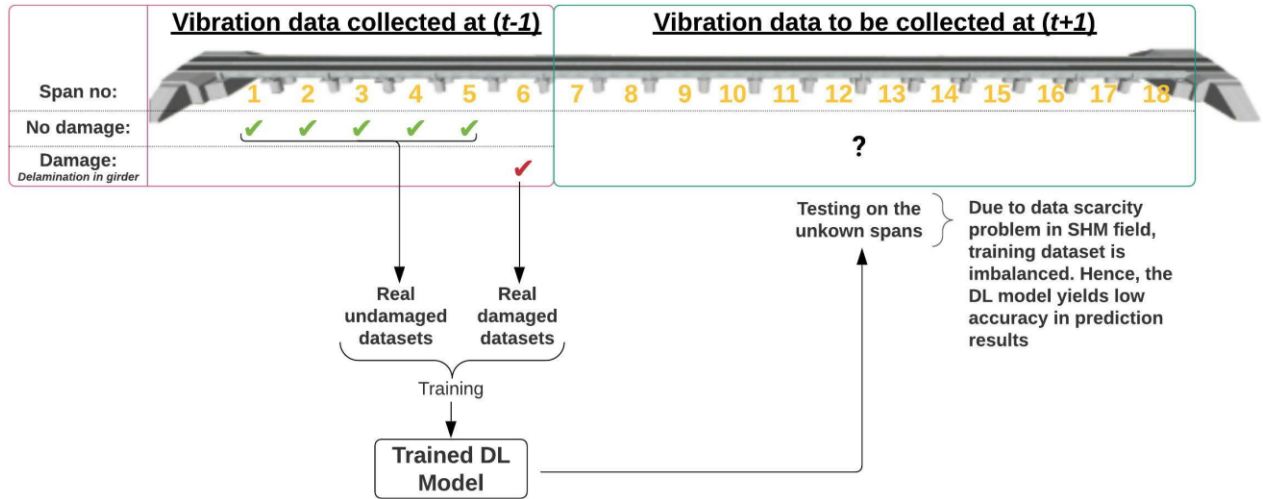 Vibration data collected at (t-1)
Vibration data to be collected at (t+1)
Span no:
1 2 3 4 5 6 7 8 9 10 11 12 13 14 15 16 17 18
No damage:
✔ ✔ ✔ ✔ ✔
?
Damage:
Delamination in girder
✔
Testing on the
unkown spans
Due to data scarcity
problem in SHM field,
training dataset is
imbalanced. Hence, the
DL model yields low
accuracy in prediction
results
Real
undamaged
datasets
Real
damaged
datasets
Training
Trained DL
Model